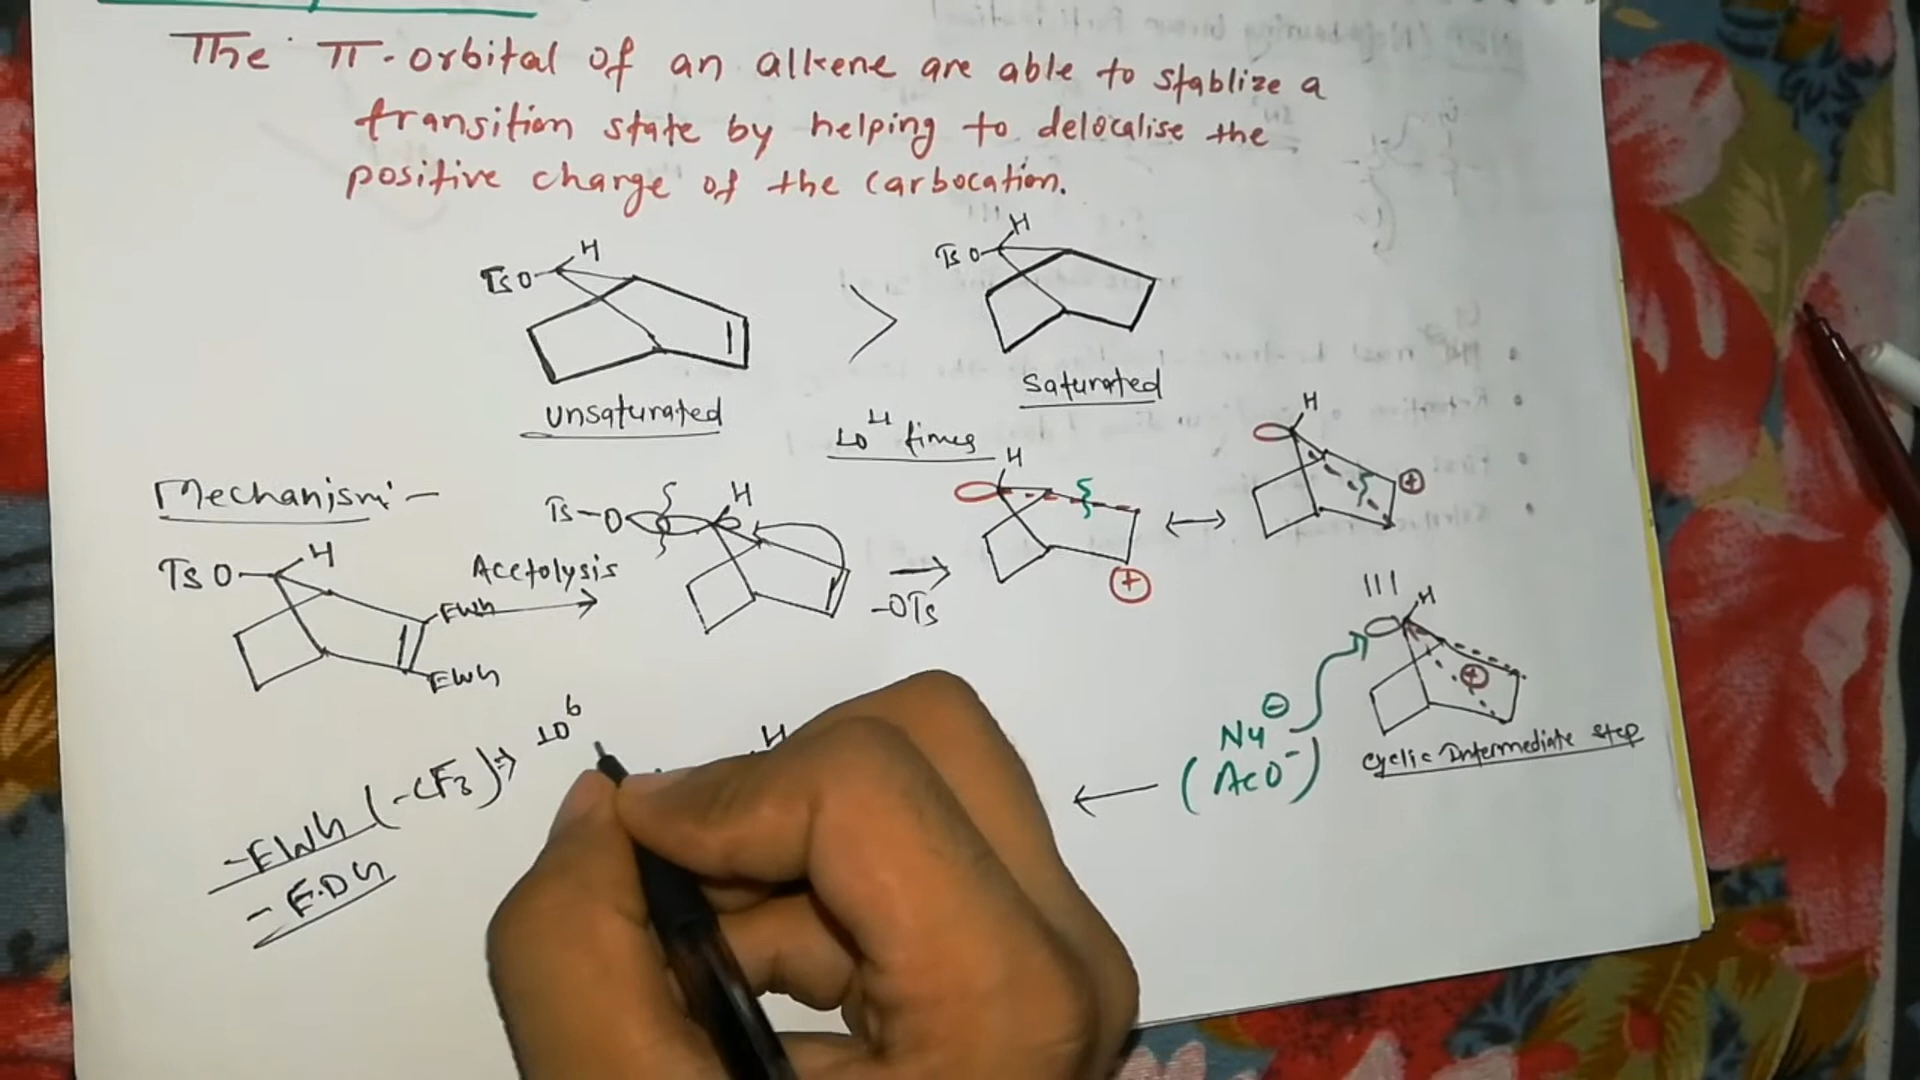 The π-orbital of an alkene are able to stablize a
transition state by helping to delocalise the
positive charge of the carbocation.
TsO H
TsO H
unsaturated
>
saturated
10⁴ times
Mechanism:-
TsO H
EWG
EWG
Acetolysis
Ts-O H
-OTs
H
+
H
+
H
+
Cyclic Intermediate step
Nu⊖
(AcO⁻)
H
-EWG (-CF3) ⇒ 10⁶
-EDG